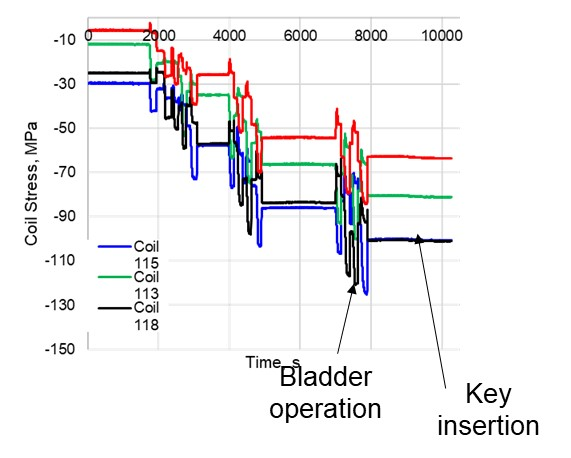 0 2000 4000 6000 8000 10000
-10
-30
-50
-70
-90
-110
-130
-150
Coil Stress, MPa
Coil
115
Coil
113
Coil
118
Time, s
Bladder
operation
Key
insertion